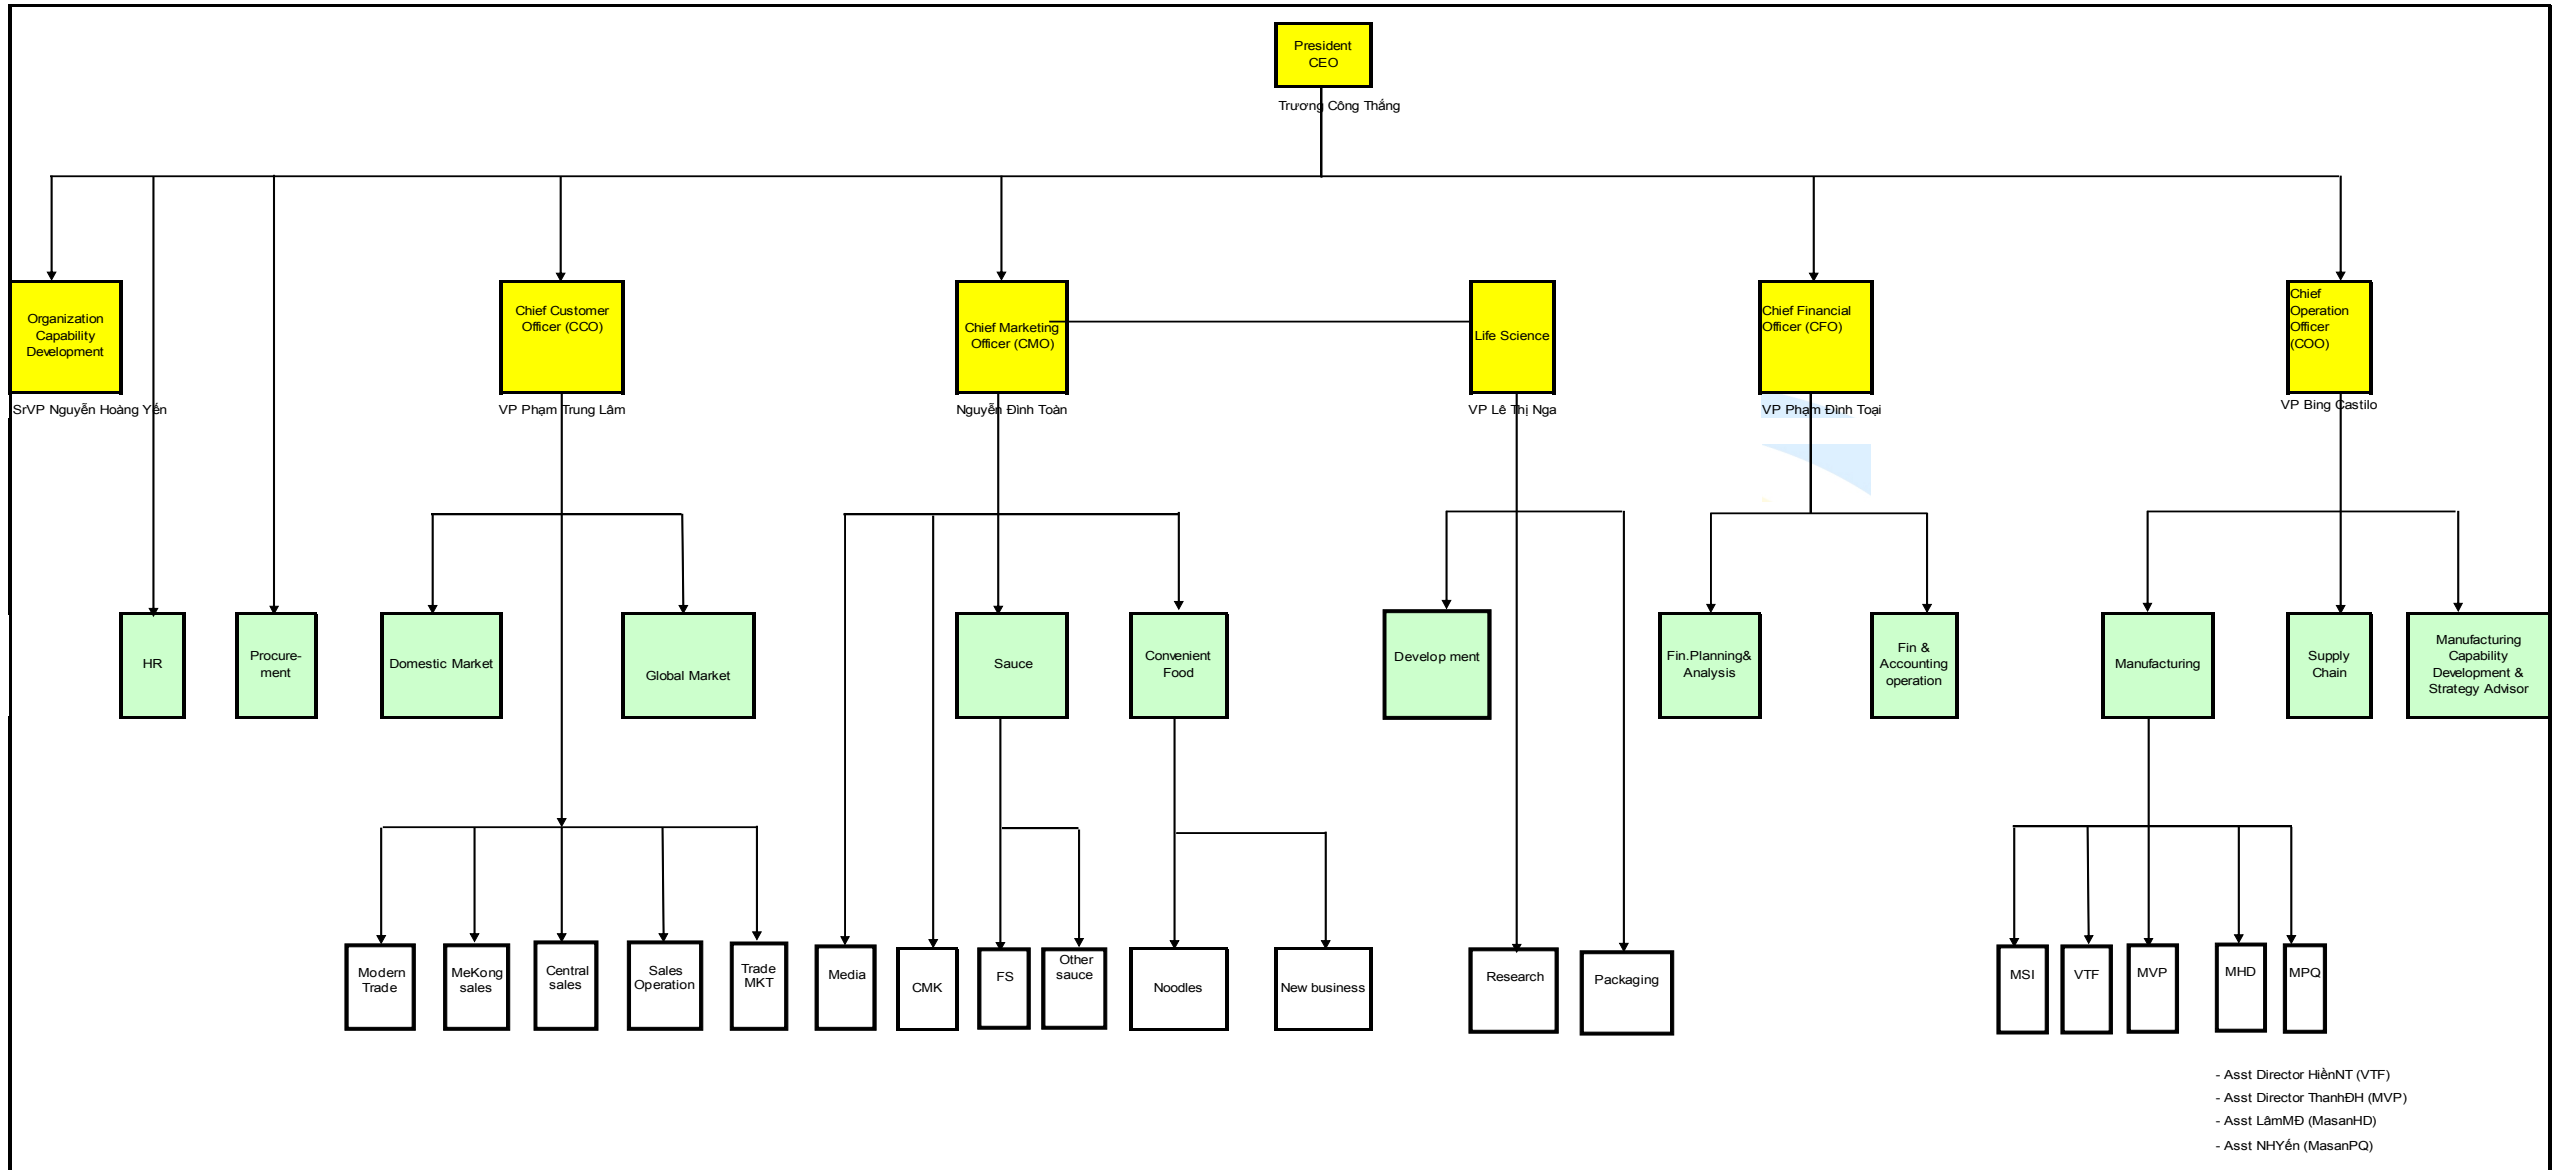 President
CEO
Trương Công Thắng
Organization
Capability
Development
SrVP Nguyễn Hoàng Yến
Chief Customer
Officer (CCO)
VP Phạm Trung Lâm
Chief Marketing
Officer (CMO)
Nguyễn Đình Toàn
Life Science
VP Lê Thị Nga
Chief Financial
Officer (CFO)
VP Phạm Đình Toại
Chief
Operation
Officer
(COO)
VP Bing Castilo
HR
Procure-
ment
Domestic Market
Global Market
Sauce
Convenient
Food
Develop ment
Fin.Planning&
Analysis
Fin &
Accounting
operation
Manufacturing
Supply
Chain
Manufacturing
Capability
Development &
Strategy Advisor
Modern
Trade
MeKong
sales
Central
sales
Sales
Operation
Trade
MKT
Media
CMK
FS
Other
sauce
Noodles
New business
Research
Packaging
MSI
VTF
MVP
MHD
MPQ
- Asst Director HiềnNT (VTF)
- Asst Director ThanhĐH (MVP)
- Asst LâmMĐ (MasanHD)
- Asst NHYến (MasanPQ)